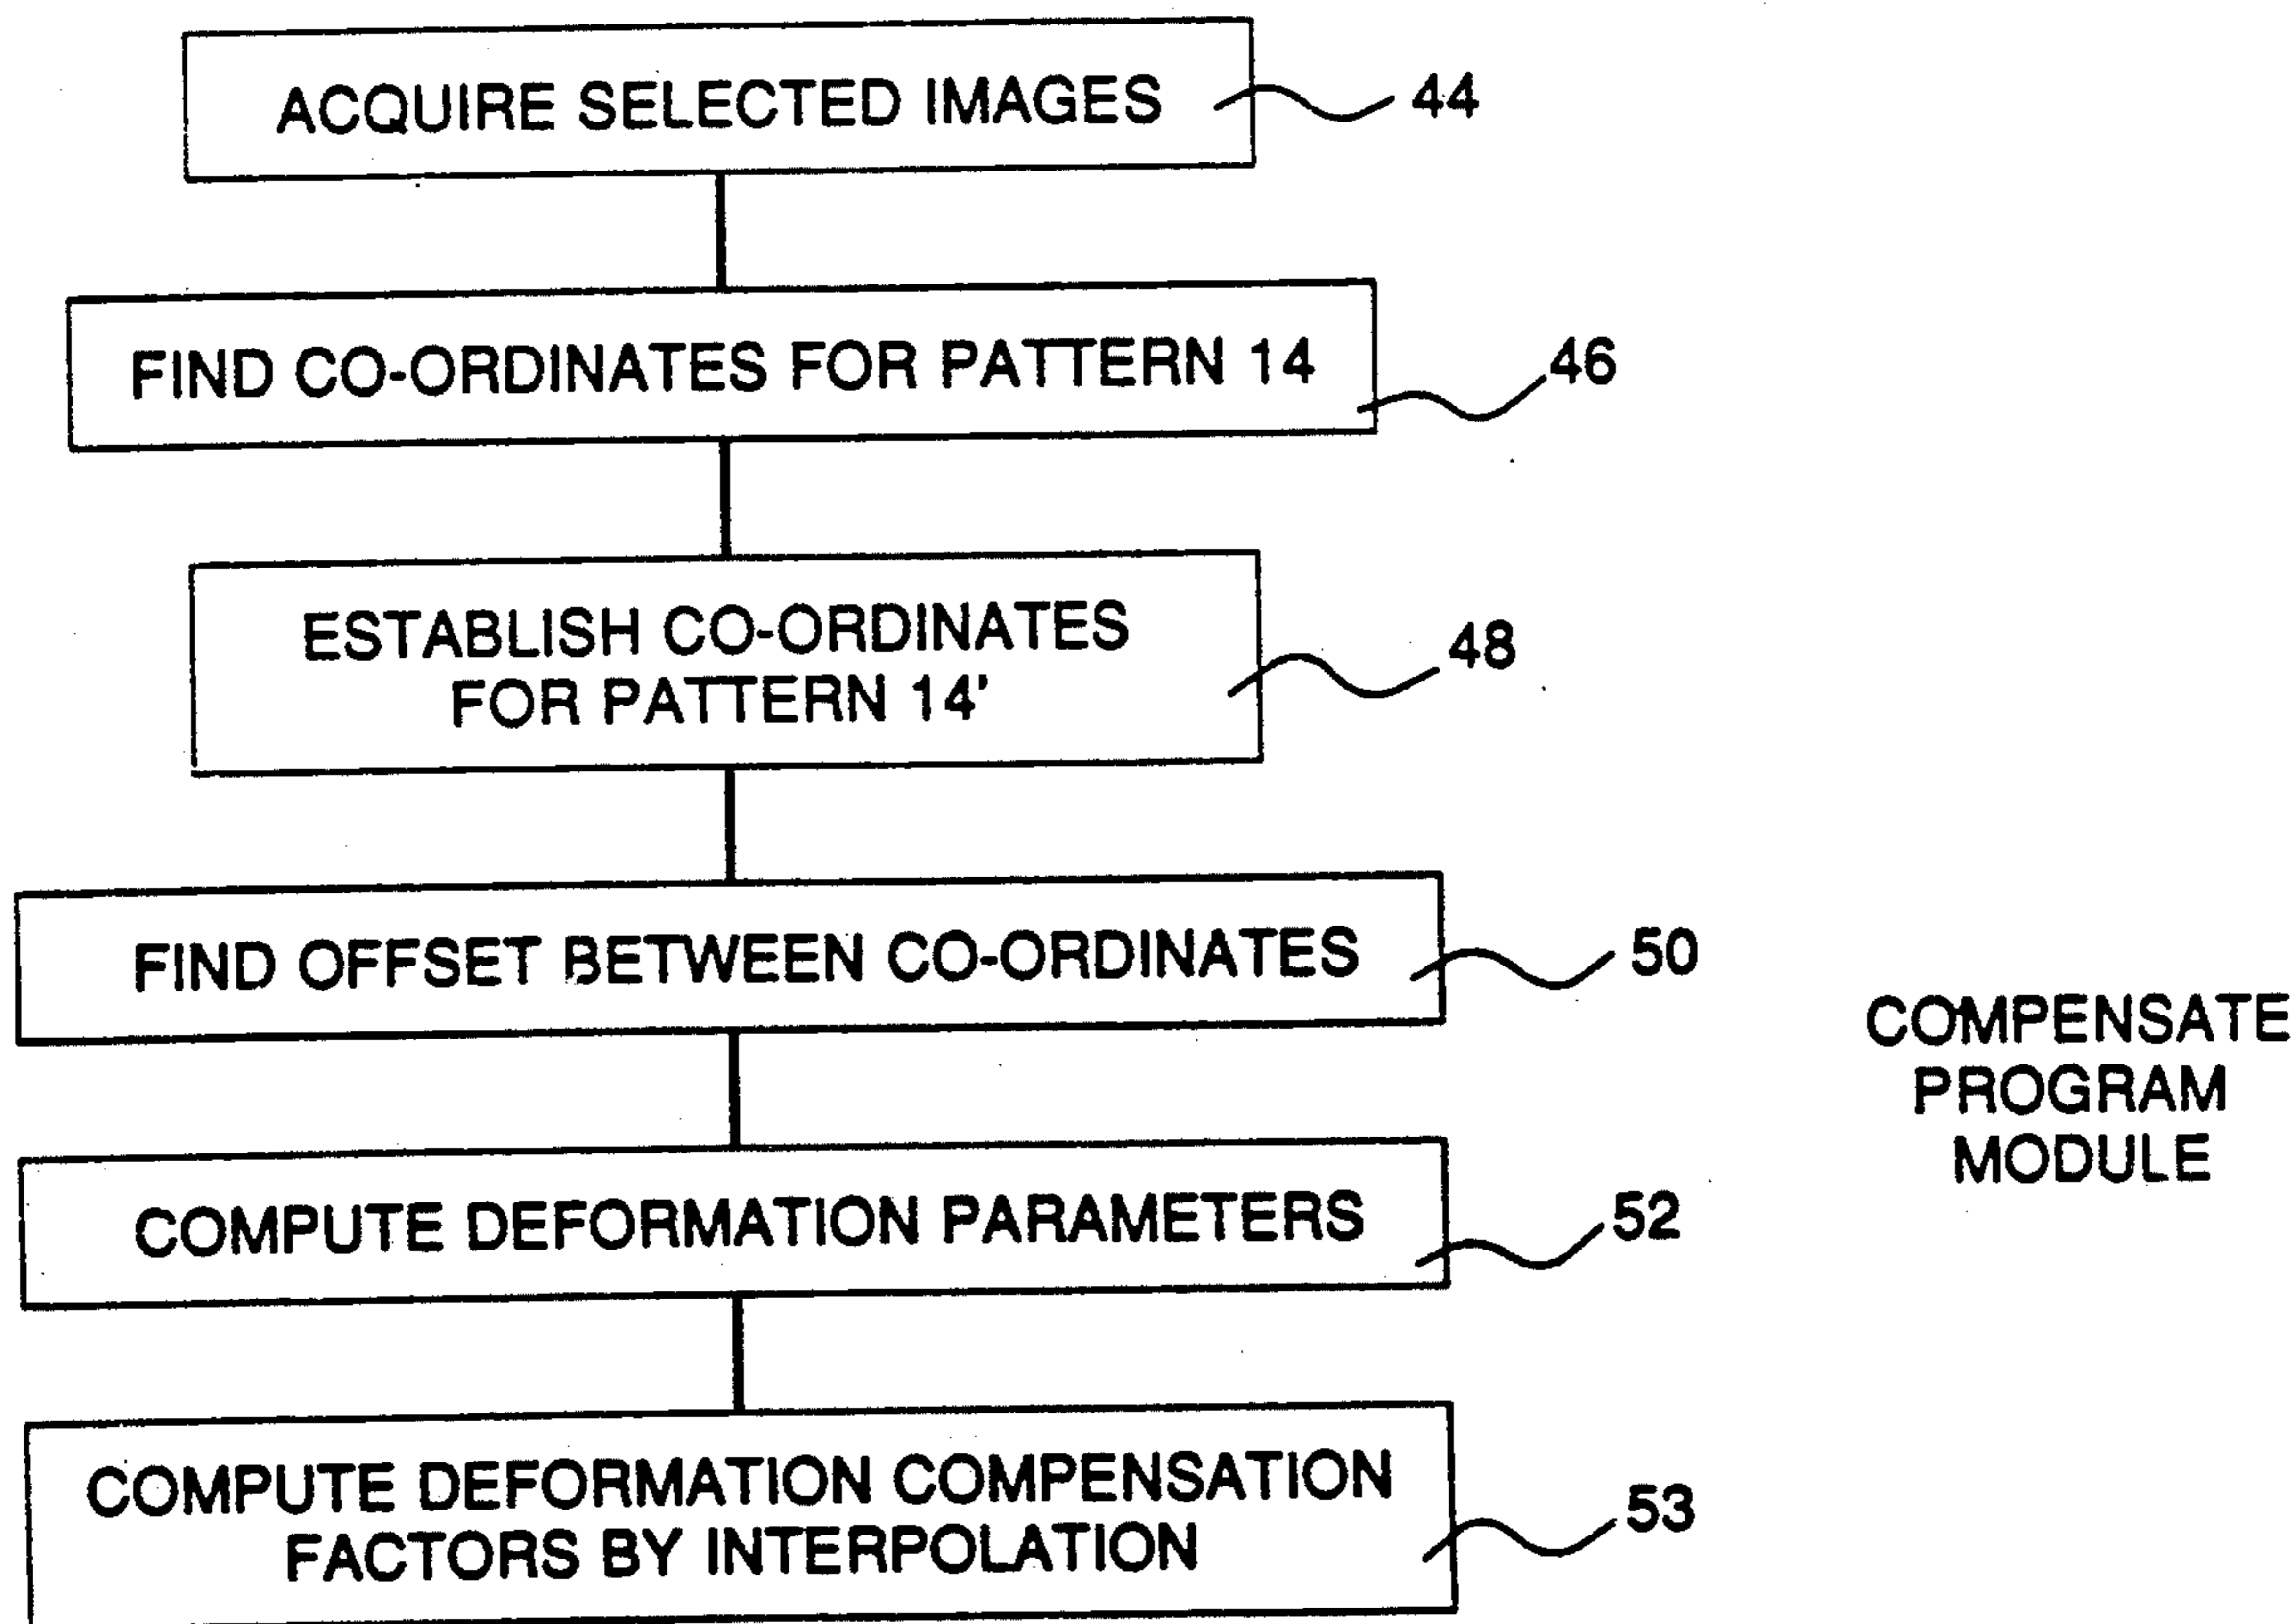 ACQUIRE SELECTED IMAGES
44
FIND CO-ORDINATES FOR PATTERN 14
46
ESTABLISH CO-ORDINATES
FOR PATTERN 14'
48
FIND OFFSET BETWEEN CO-ORDINATES
50
COMPENSATE
PROGRAM
MODULE
COMPUTE DEFORMATION PARAMETERS
52
COMPUTE DEFORMATION COMPENSATION
FACTORS BY INTERPOLATION
53